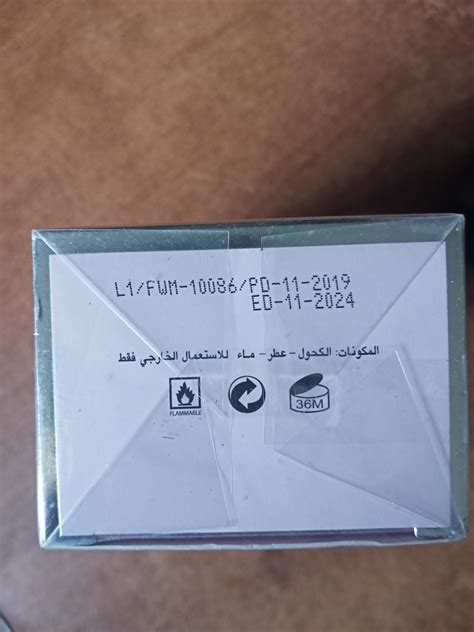 L1/FWM-10086/PD-11-2019
ED-11-2024
المكونات: الكحول - عطر - ماء للاستعمال الخارجي فقط
FLAMMABLE
36M